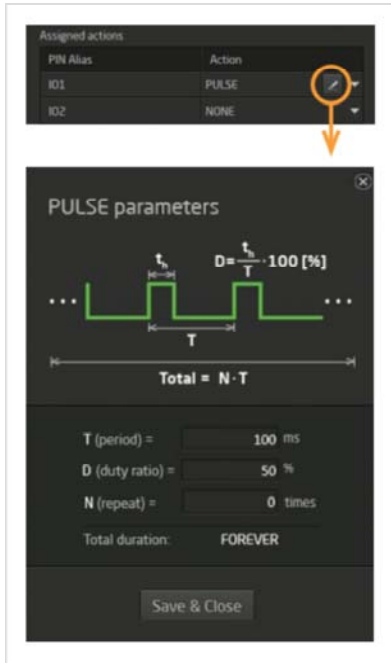 Assigned actions
PIN Alias Action
IO1 PULSE
IO2 NONE
PULSE parameters
tₕ D= tₕ/T ·100 [%]
... ...
T
Total = N·T
T (period) = 100 ms
D (duty ratio) = 50 %
N (repeat) = 0 times
Total duration: FOREVER
Save & Close